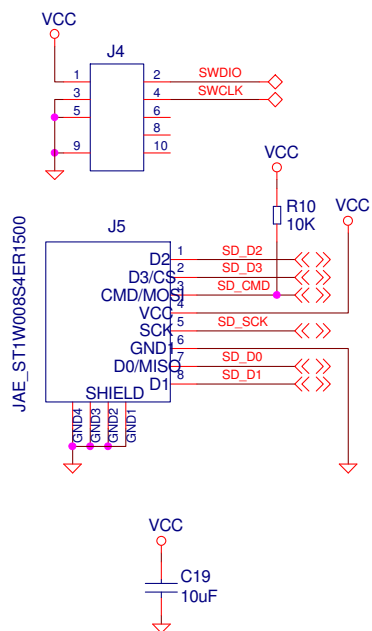 VCC
J4
1 2 SWDIO
3 4 SWCLK
5 6
8
9 10
VCC
R10
10K
VCC
J5
JAE_ST1W008S4ER1500
D2 1 SD_D2
D3/CS 2 SD_D3
CMD/MOSI 3 SD_CMD
VCC 4
SCK 5 SD_SCK
GND1 6
D0/MISO 7 SD_D0
D1 8 SD_D1
SHIELD
GND4
GND3
GND2
GND1
VCC
C19
10uF